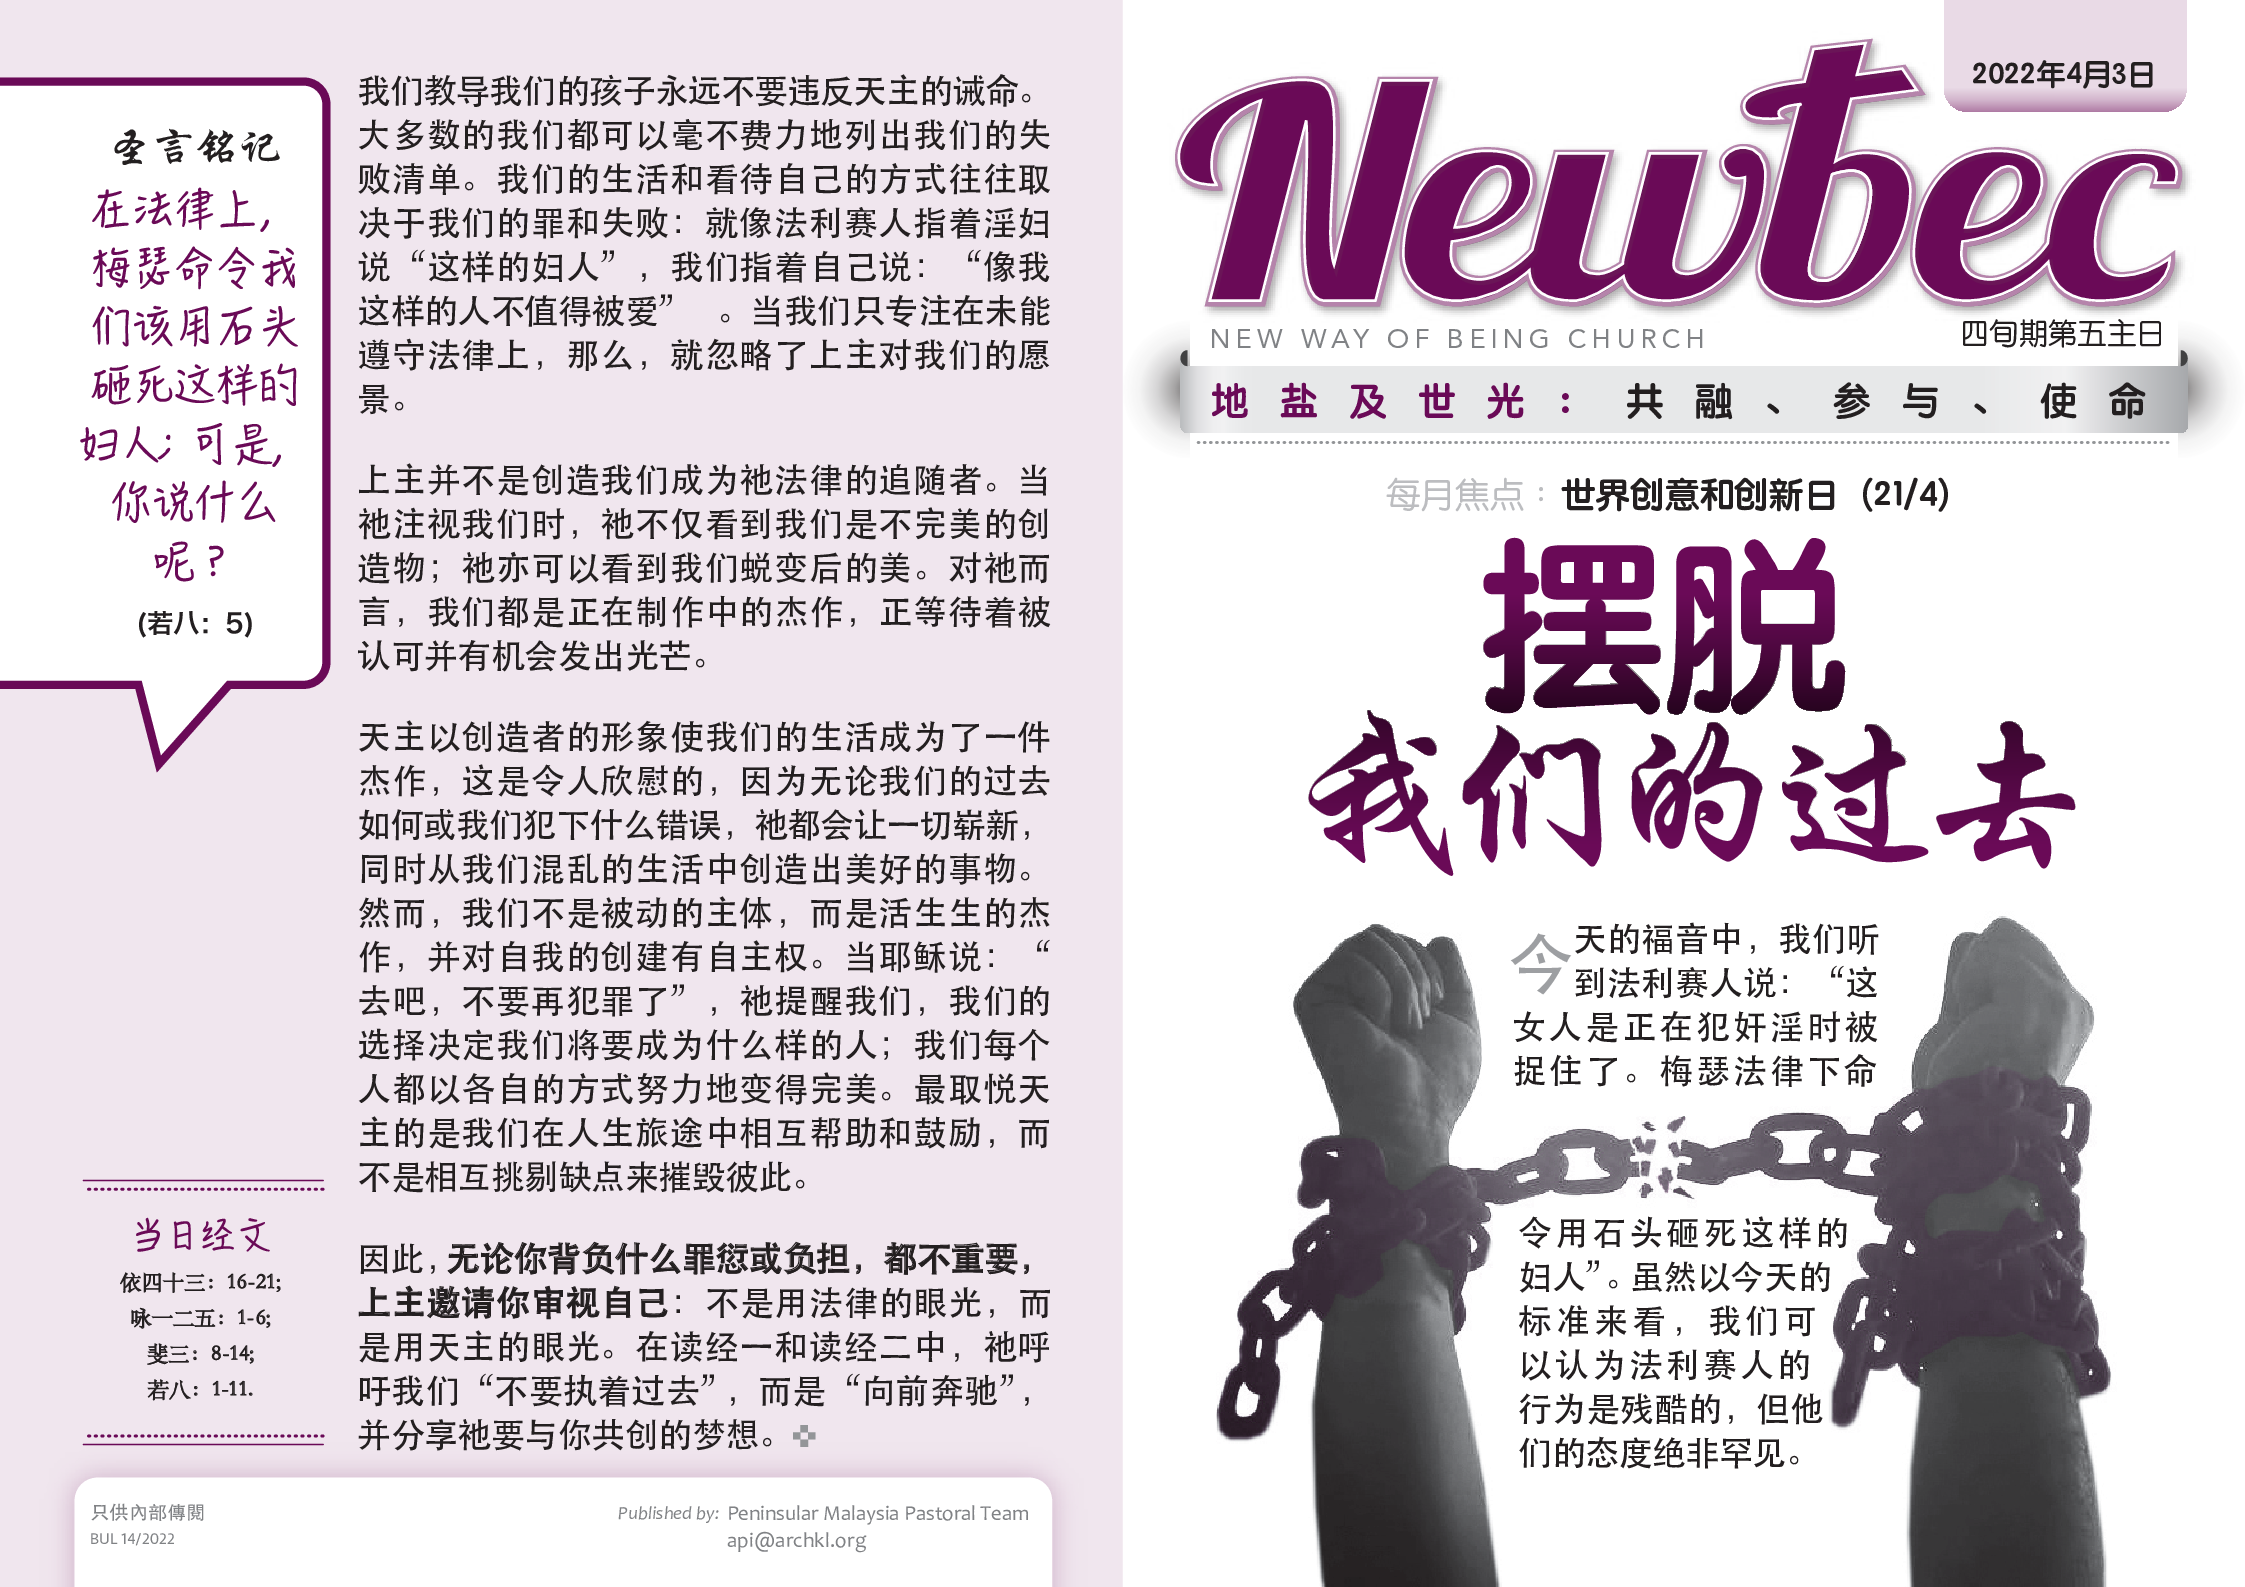 圣言铭记
在法律上,
梅瑟命令我
们该用石头
砸死这样的
妇人; 可是,
你说什么
呢？
(若八: 5)
当日经文
依四十三: 16-21;
咏一二五: 1-6;
斐三: 8-14;
若八: 1-11.
我们教导我们的孩子永远不要违反天主的诫命。
大多数的我们都可以毫不费力地列出我们的失
败清单。我们的生活和看待自己的方式往往取
决于我们的罪和失败: 就像法利赛人指着淫妇
说“这样的妇人”, 我们指着自己说: “像我
这样的人不值得被爱” 。当我们只专注在未能
遵守法律上, 那么, 就忽略了上主对我们的愿
景。
上主并不是创造我们成为祂法律的追随者。当
祂注视我们时, 祂不仅看到我们是不完美的创
造物; 祂亦可以看到我们蜕变后的美。对祂而
言, 我们都是正在制作中的杰作, 正等待着被
认可并有机会发出光芒。
天主以创造者的形象使我们的生活成为了一件
杰作, 这是令人欣慰的, 因为无论我们的过去
如何或我们犯下什么错误, 祂都会让一切崭新,
同时从我们混乱的生活中创造出美好的事物。
然而, 我们不是被动的主体, 而是活生生的杰
作, 并对自我的创建有自主权。当耶稣说: “
去吧, 不要再犯罪了”, 祂提醒我们, 我们的
选择决定我们将要成为什么样的人; 我们每个
人都以各自的方式努力地变得完美。最取悦天
主的是我们在人生旅途中相互帮助和鼓励, 而
不是相互挑剔缺点来摧毁彼此。
因此, 无论你背负什么罪愆或负担, 都不重要,
上主邀请你审视自己: 不是用法律的眼光, 而
是用天主的眼光。在读经一和读经二中, 祂呼
吁我们“不要执着过去”, 而是“向前奔驰”,
并分享祂要与你共创的梦想。
只供內部傳閱
BUL 14/2022
Published by: Peninsular Malaysia Pastoral Team
api@archkl.org
2022年4月3日
Newbec
NEW WAY OF BEING CHURCH
四旬期第五主日
地盐及世光: 共融、参与、使命
每月焦点: 世界创意和创新日 (21/4)
摆脱
我们的过去
今天的福音中, 我们听
到法利赛人说: “这
女人是正在犯奸淫时被
捉住了。梅瑟法律下命
令用石头砸死这样的
妇人”。虽然以今天的
标准来看, 我们可
以认为法利赛人的
行为是残酷的, 但他
们的态度绝非罕见。